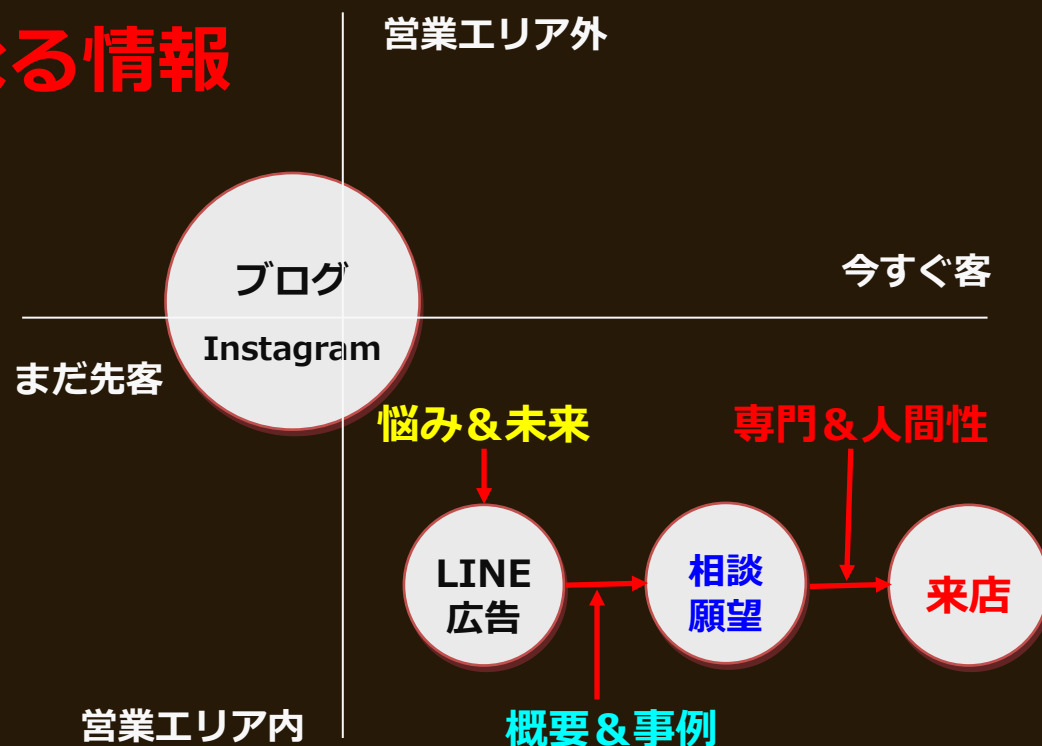 る情報
営業エリア外
ブログ
Instagram
今すぐ客
まだ先客
悩み＆未来
専門＆人間性
LINE
広告
相談
願望
来店
営業エリア内
概要＆事例